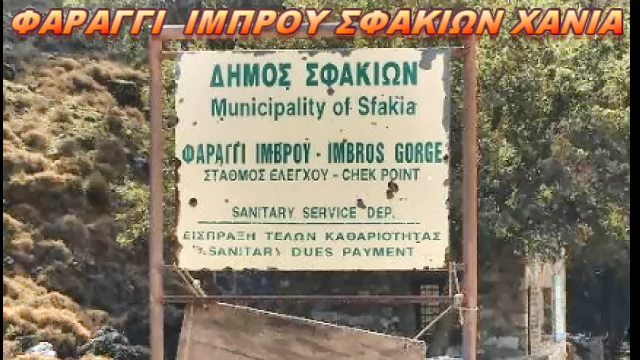 ΦΑΡΑΓΓΙ ΙΜΠΡΟΥ ΣΦΑΚΙΩΝ ΧΑΝΙΑ
ΔΗΜΟΣ ΣΦΑΚΙΩΝ
Municipality of Sfakia
ΦΑΡΑΓΓΙ ΙΜΒΡΟΥ - IMBROS GORGE
ΣΤΑΘΜΟΣ ΕΛΕΓΧΟΥ - CHEK POINT
SANITARY SERVICE DEP.
ΕΙΣΠΡΑΞΗ ΤΕΛΩΝ ΚΑΘΑΡΙΟΤΗΤΑΣ
SANITARY DUES PAYMENT